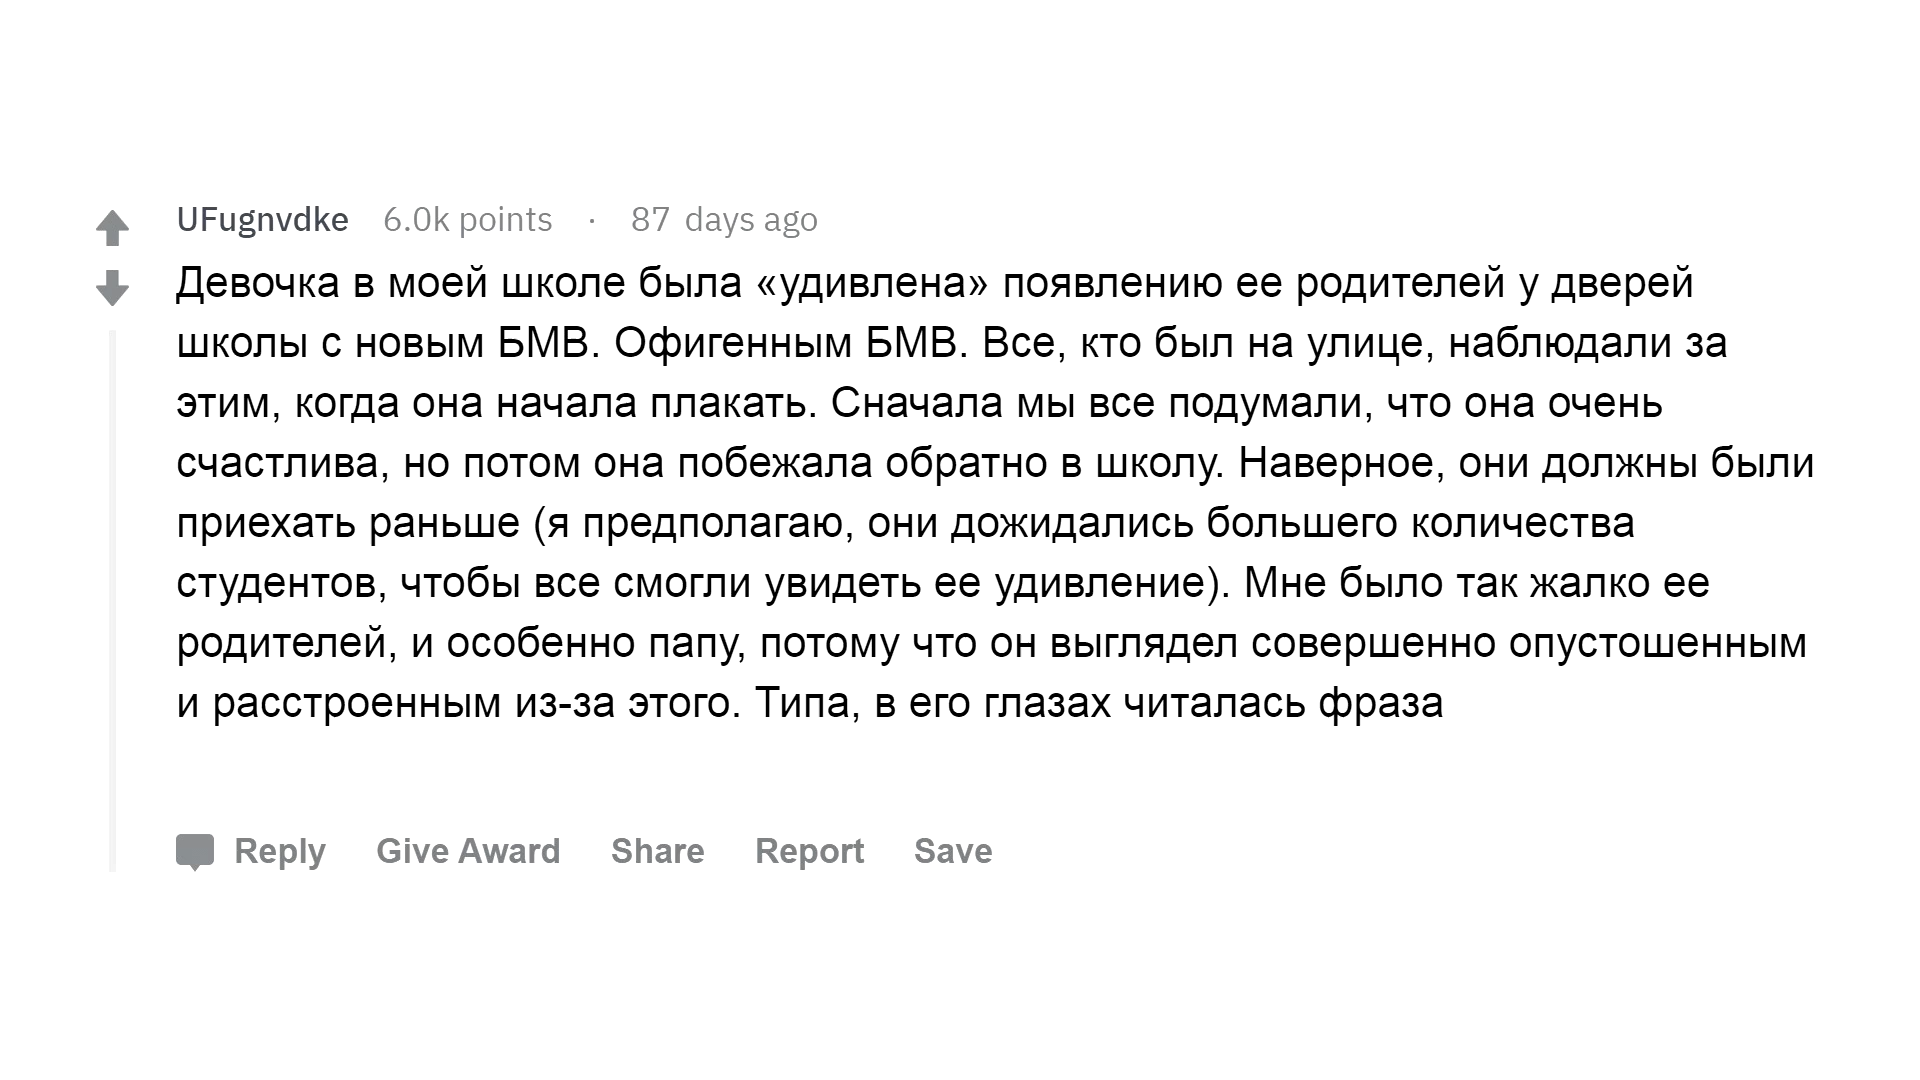 UFugnvdke 6.0k points · 87 days ago
Девочка в моей школе была «удивлена» появлению ее родителей у дверей
школы с новым БМВ. Офигенным БМВ. Все, кто был на улице, наблюдали за
этим, когда она начала плакать. Сначала мы все подумали, что она очень
счастлива, но потом она побежала обратно в школу. Наверное, они должны были
приехать раньше (я предполагаю, они дожидались большего количества
студентов, чтобы все смогли увидеть ее удивление). Мне было так жалко ее
родителей, и особенно папу, потому что он выглядел совершенно опустошенным
и расстроенным из-за этого. Типа, в его глазах читалась фраза
Reply Give Award Share Report Save